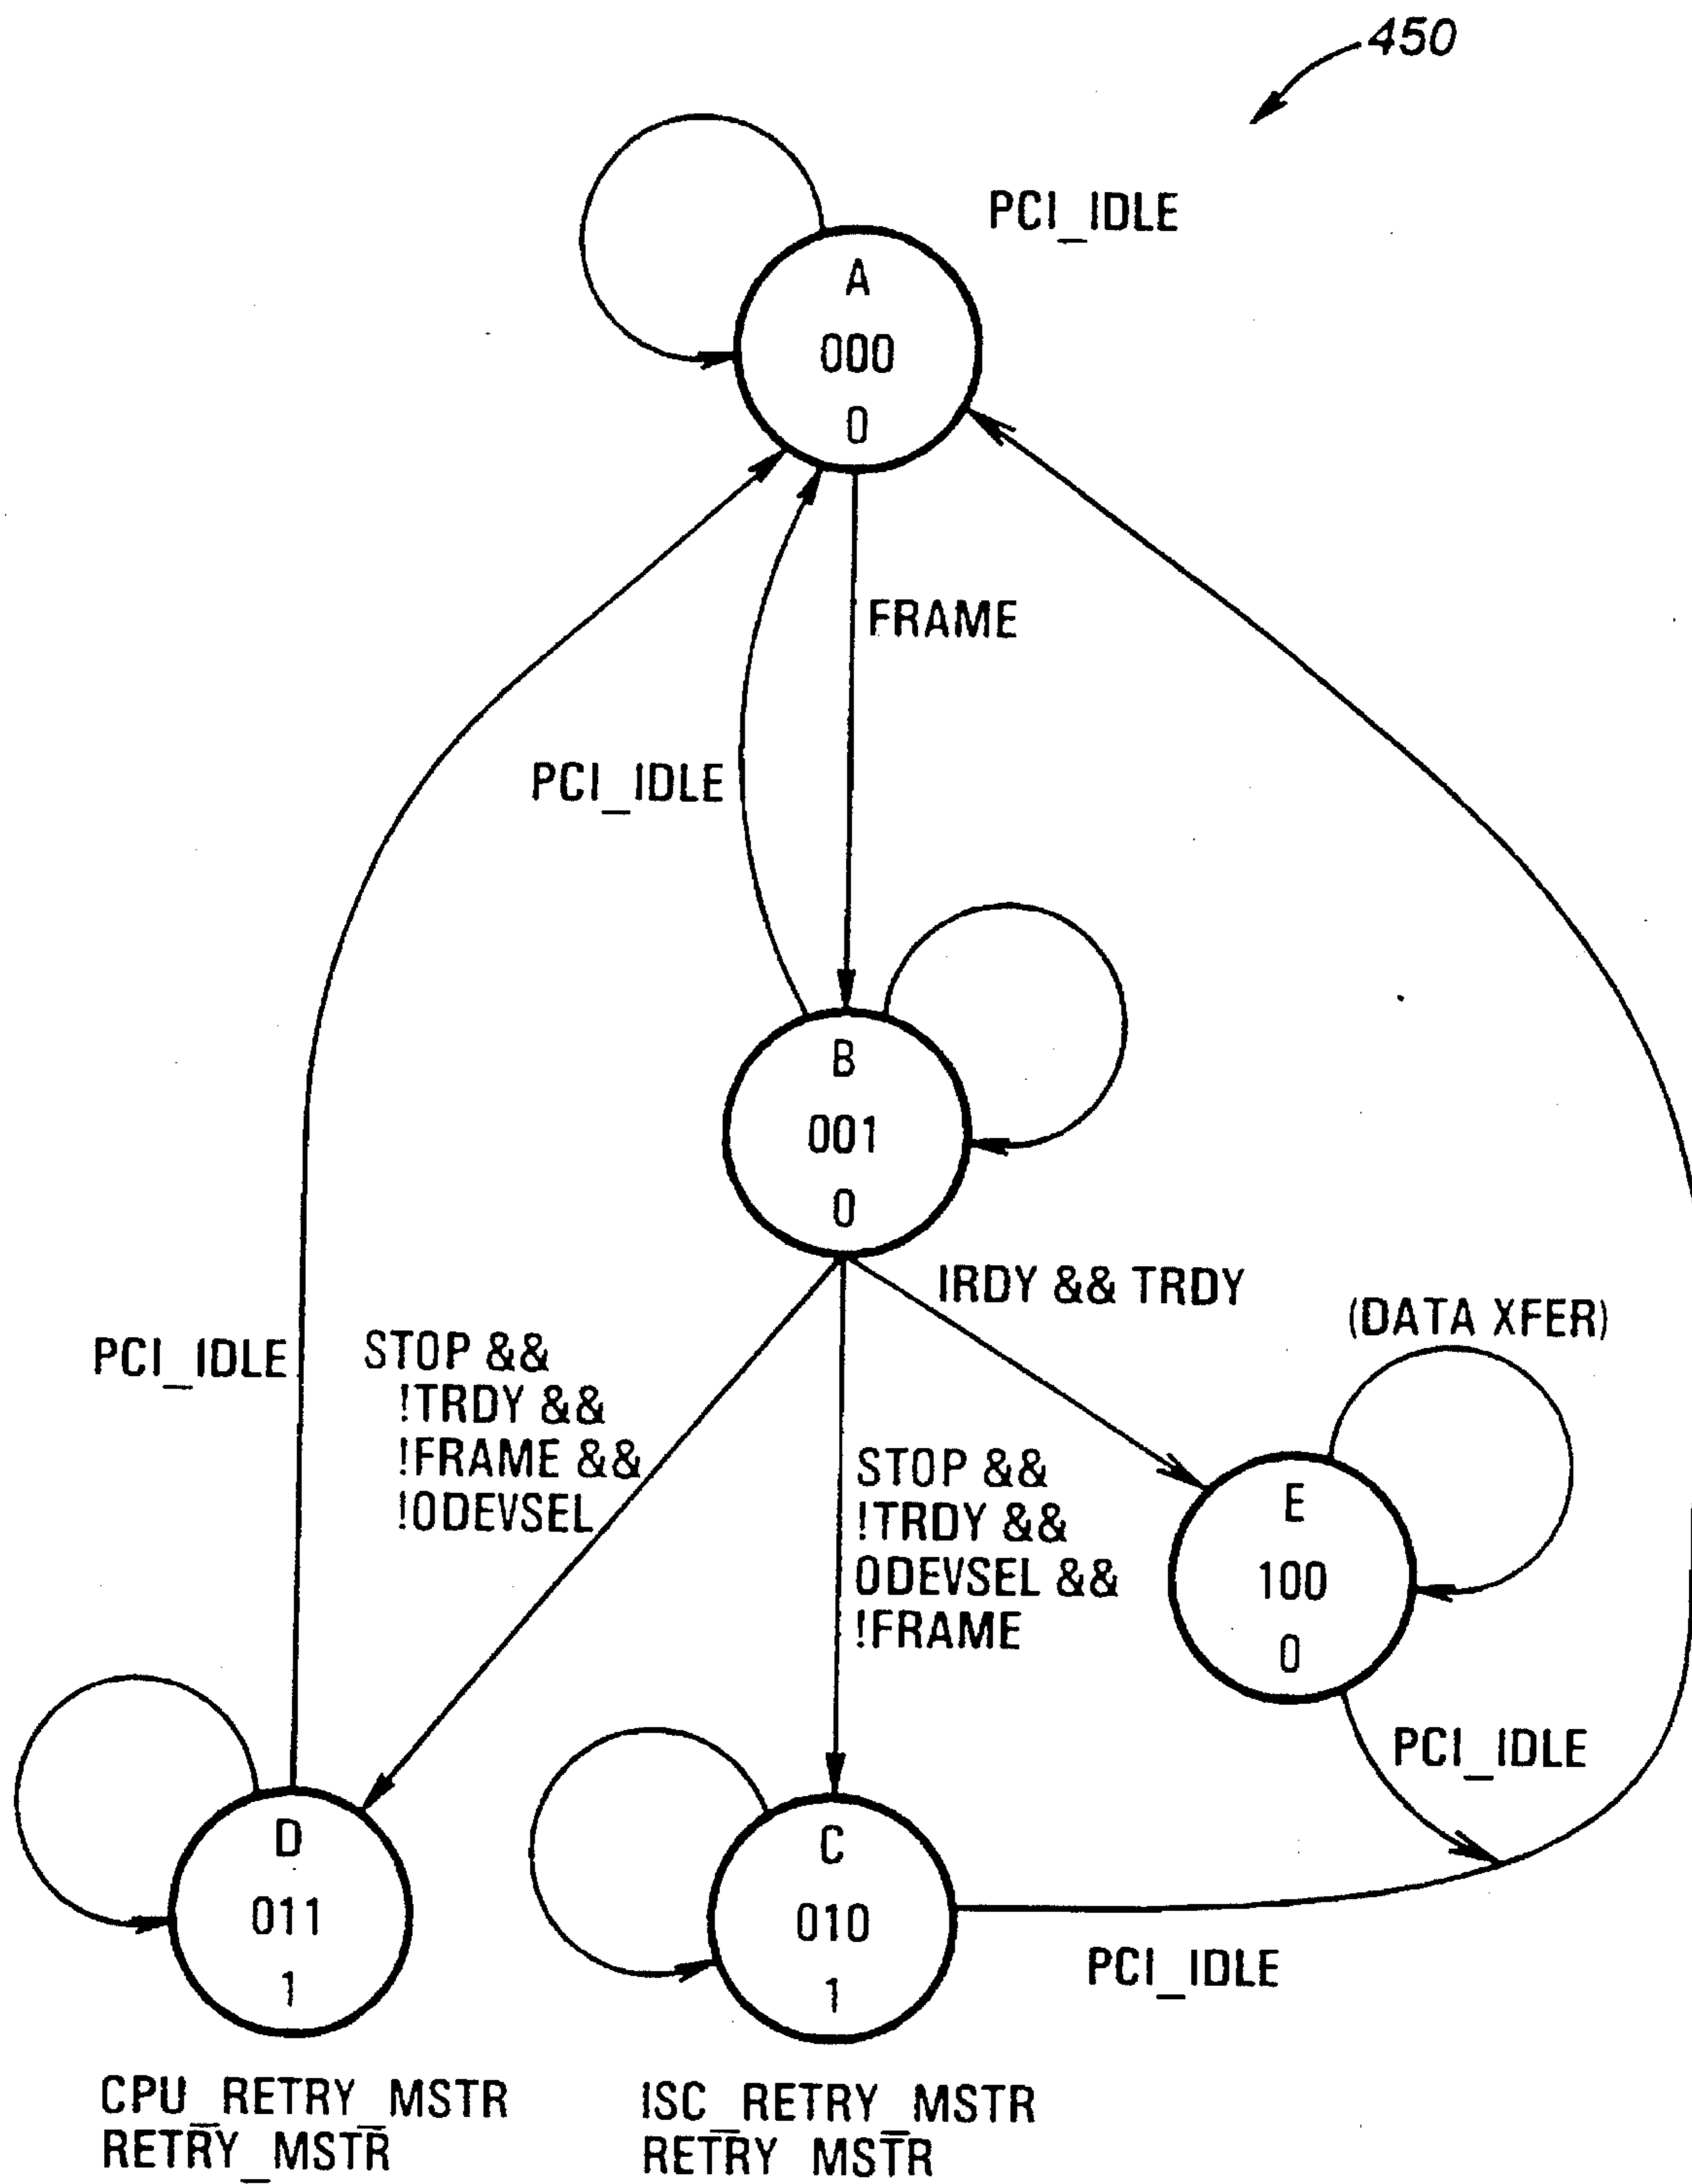 450
PCI_IDLE
A
000
0
FRAME
PCI_IDLE
B
001
0
IRDY && TRDY
(DATA XFER)
PCI_IDLE
STOP &&
!TRDY &&
!FRAME &&
!ODEVSEL
STOP &&
!TRDY &&
ODEVSEL &&
!FRAME
E
100
0
PCI_IDLE
D
011
1
C
010
1
PCI_IDLE
CPU_RETRY_MSTR
RETRY_MSTR
ISC_RETRY_MSTR
RETRY_MSTR